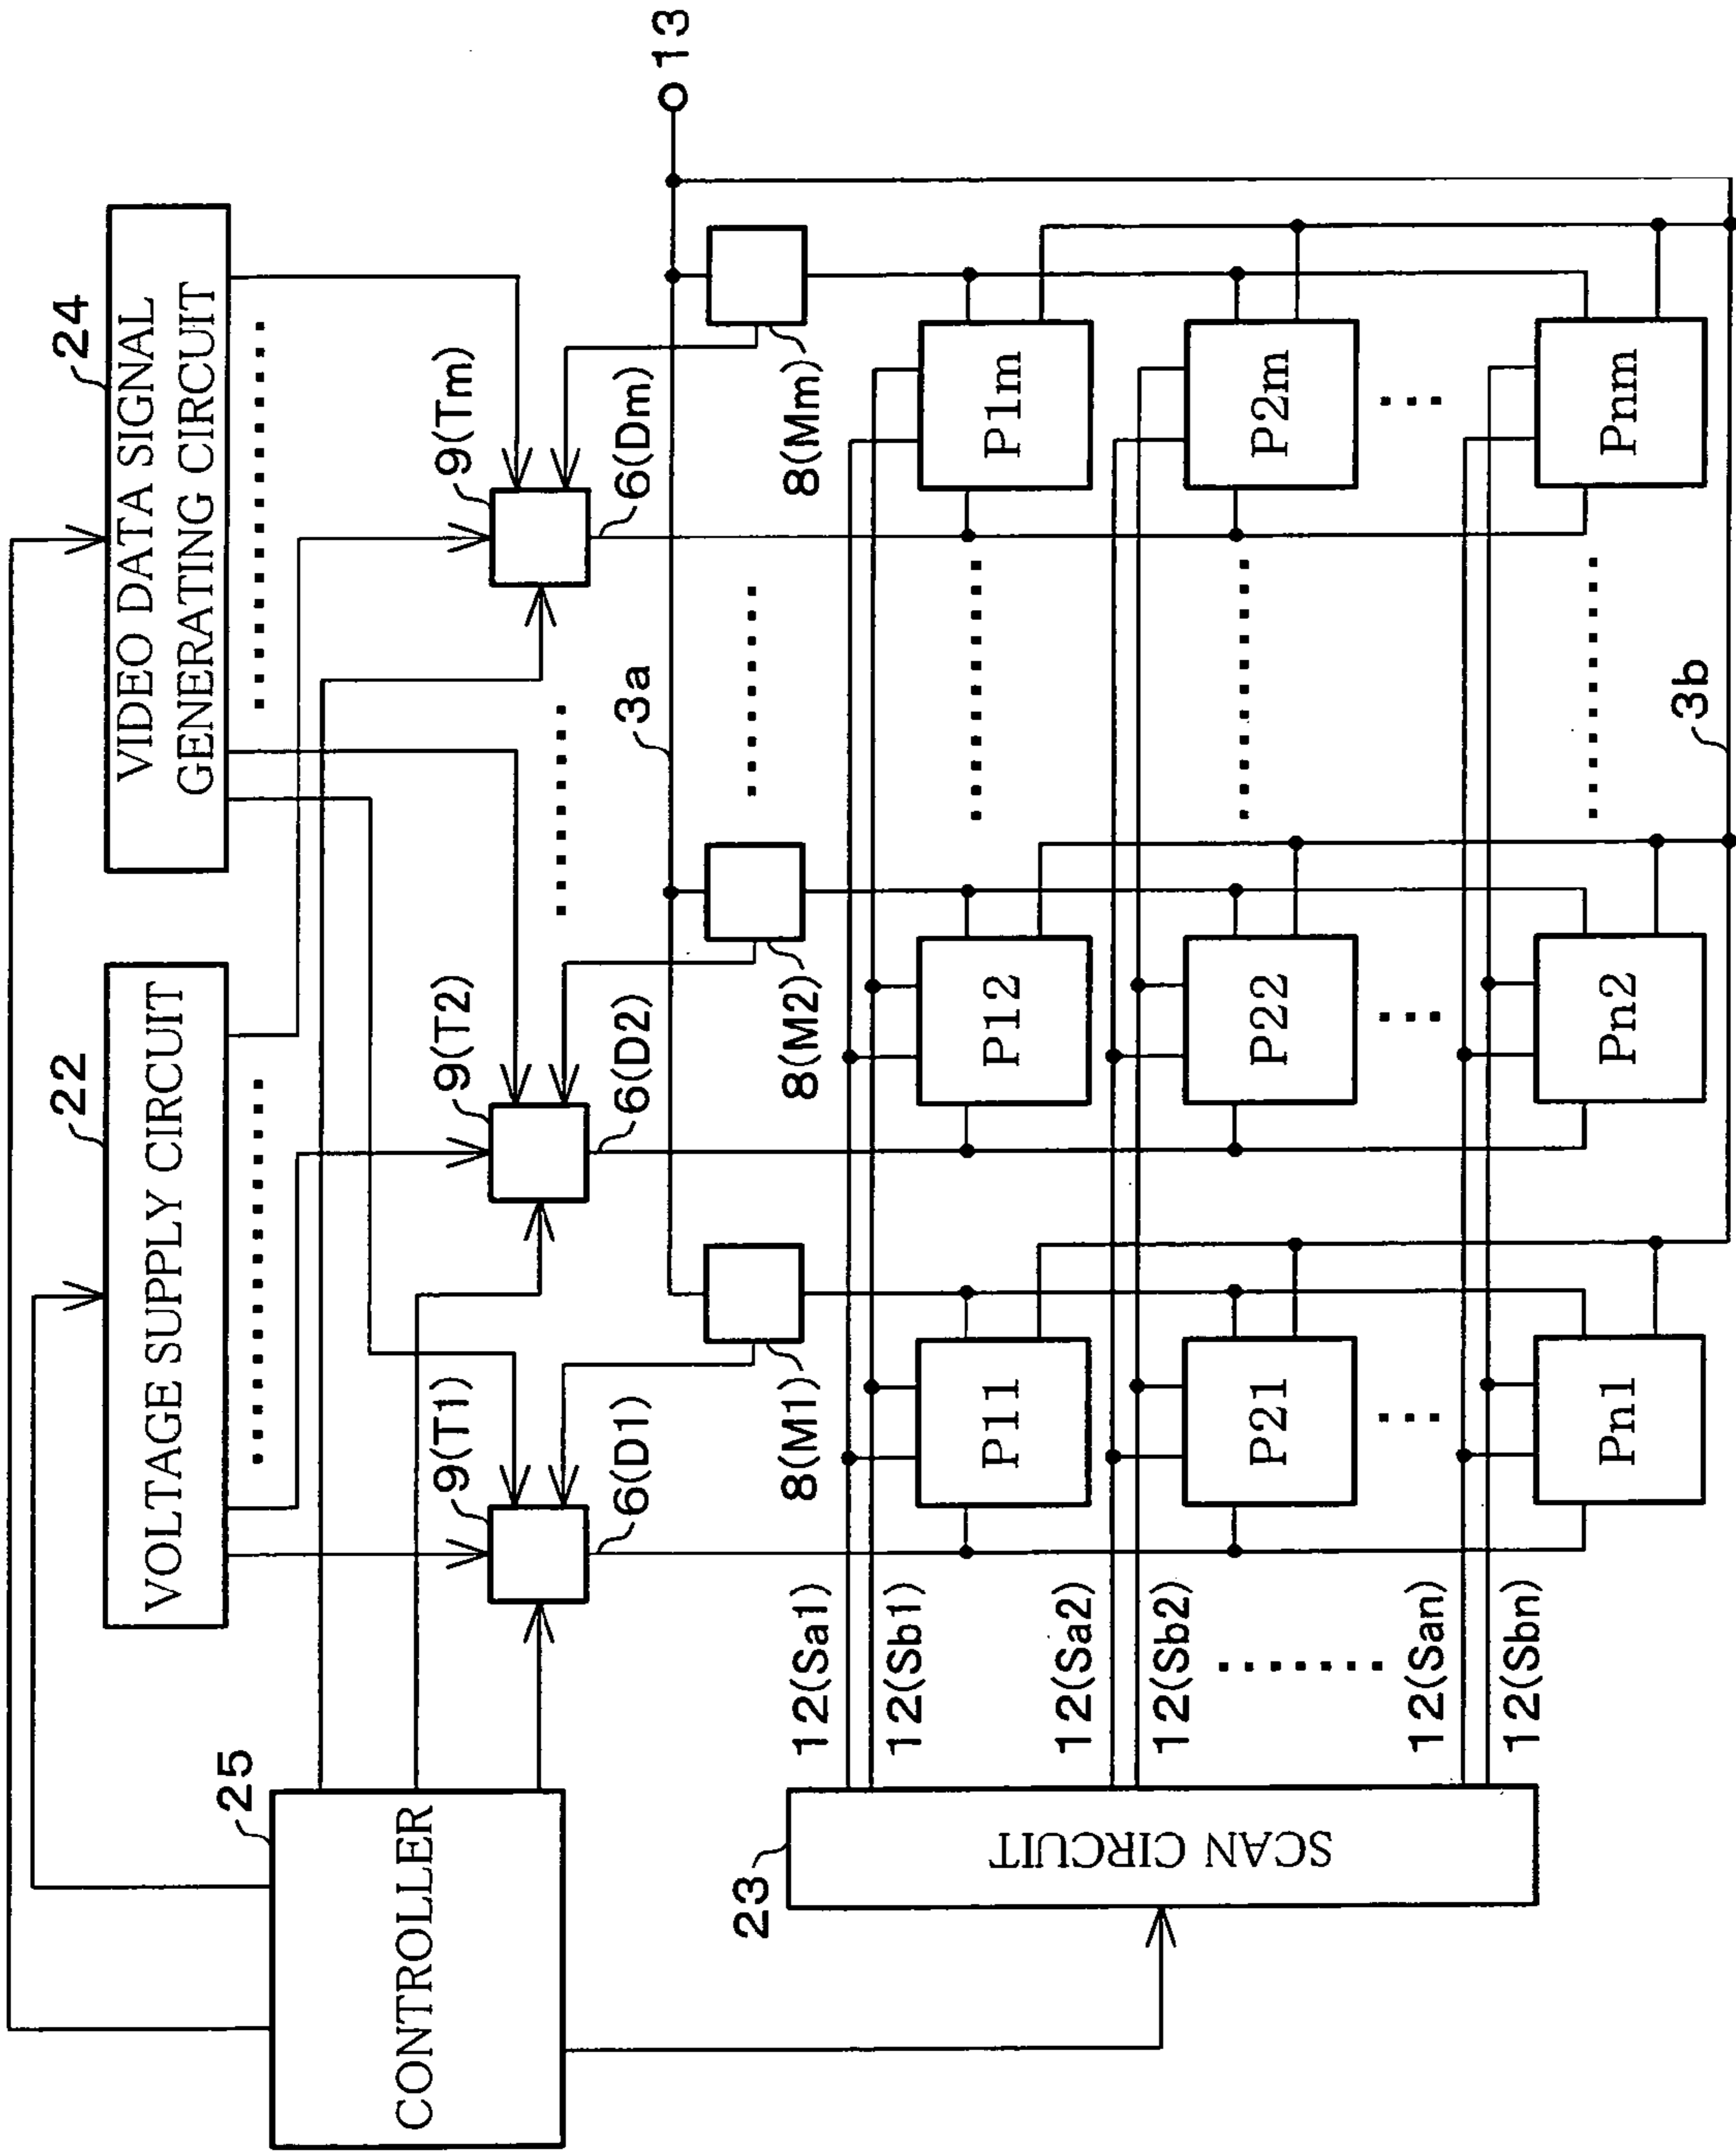 24
VIDEO DATA SIGNAL
GENERATING CIRCUIT
22
VOLTAGE SUPPLY CIRCUIT
25
CONTROLLER
9(T1)
9(T2)
9(Tm)
6(D1)
6(D2)
6(Dm)
3a
13
8(M1)
8(M2)
8(Mm)
23
SCAN CIRCUIT
12(Sa1)
12(Sb1)
P11
P12
P1m
12(Sa2)
12(Sb2)
P21
P22
P2m
12(San)
12(Sbn)
Pn1
Pn2
Pnm
3b